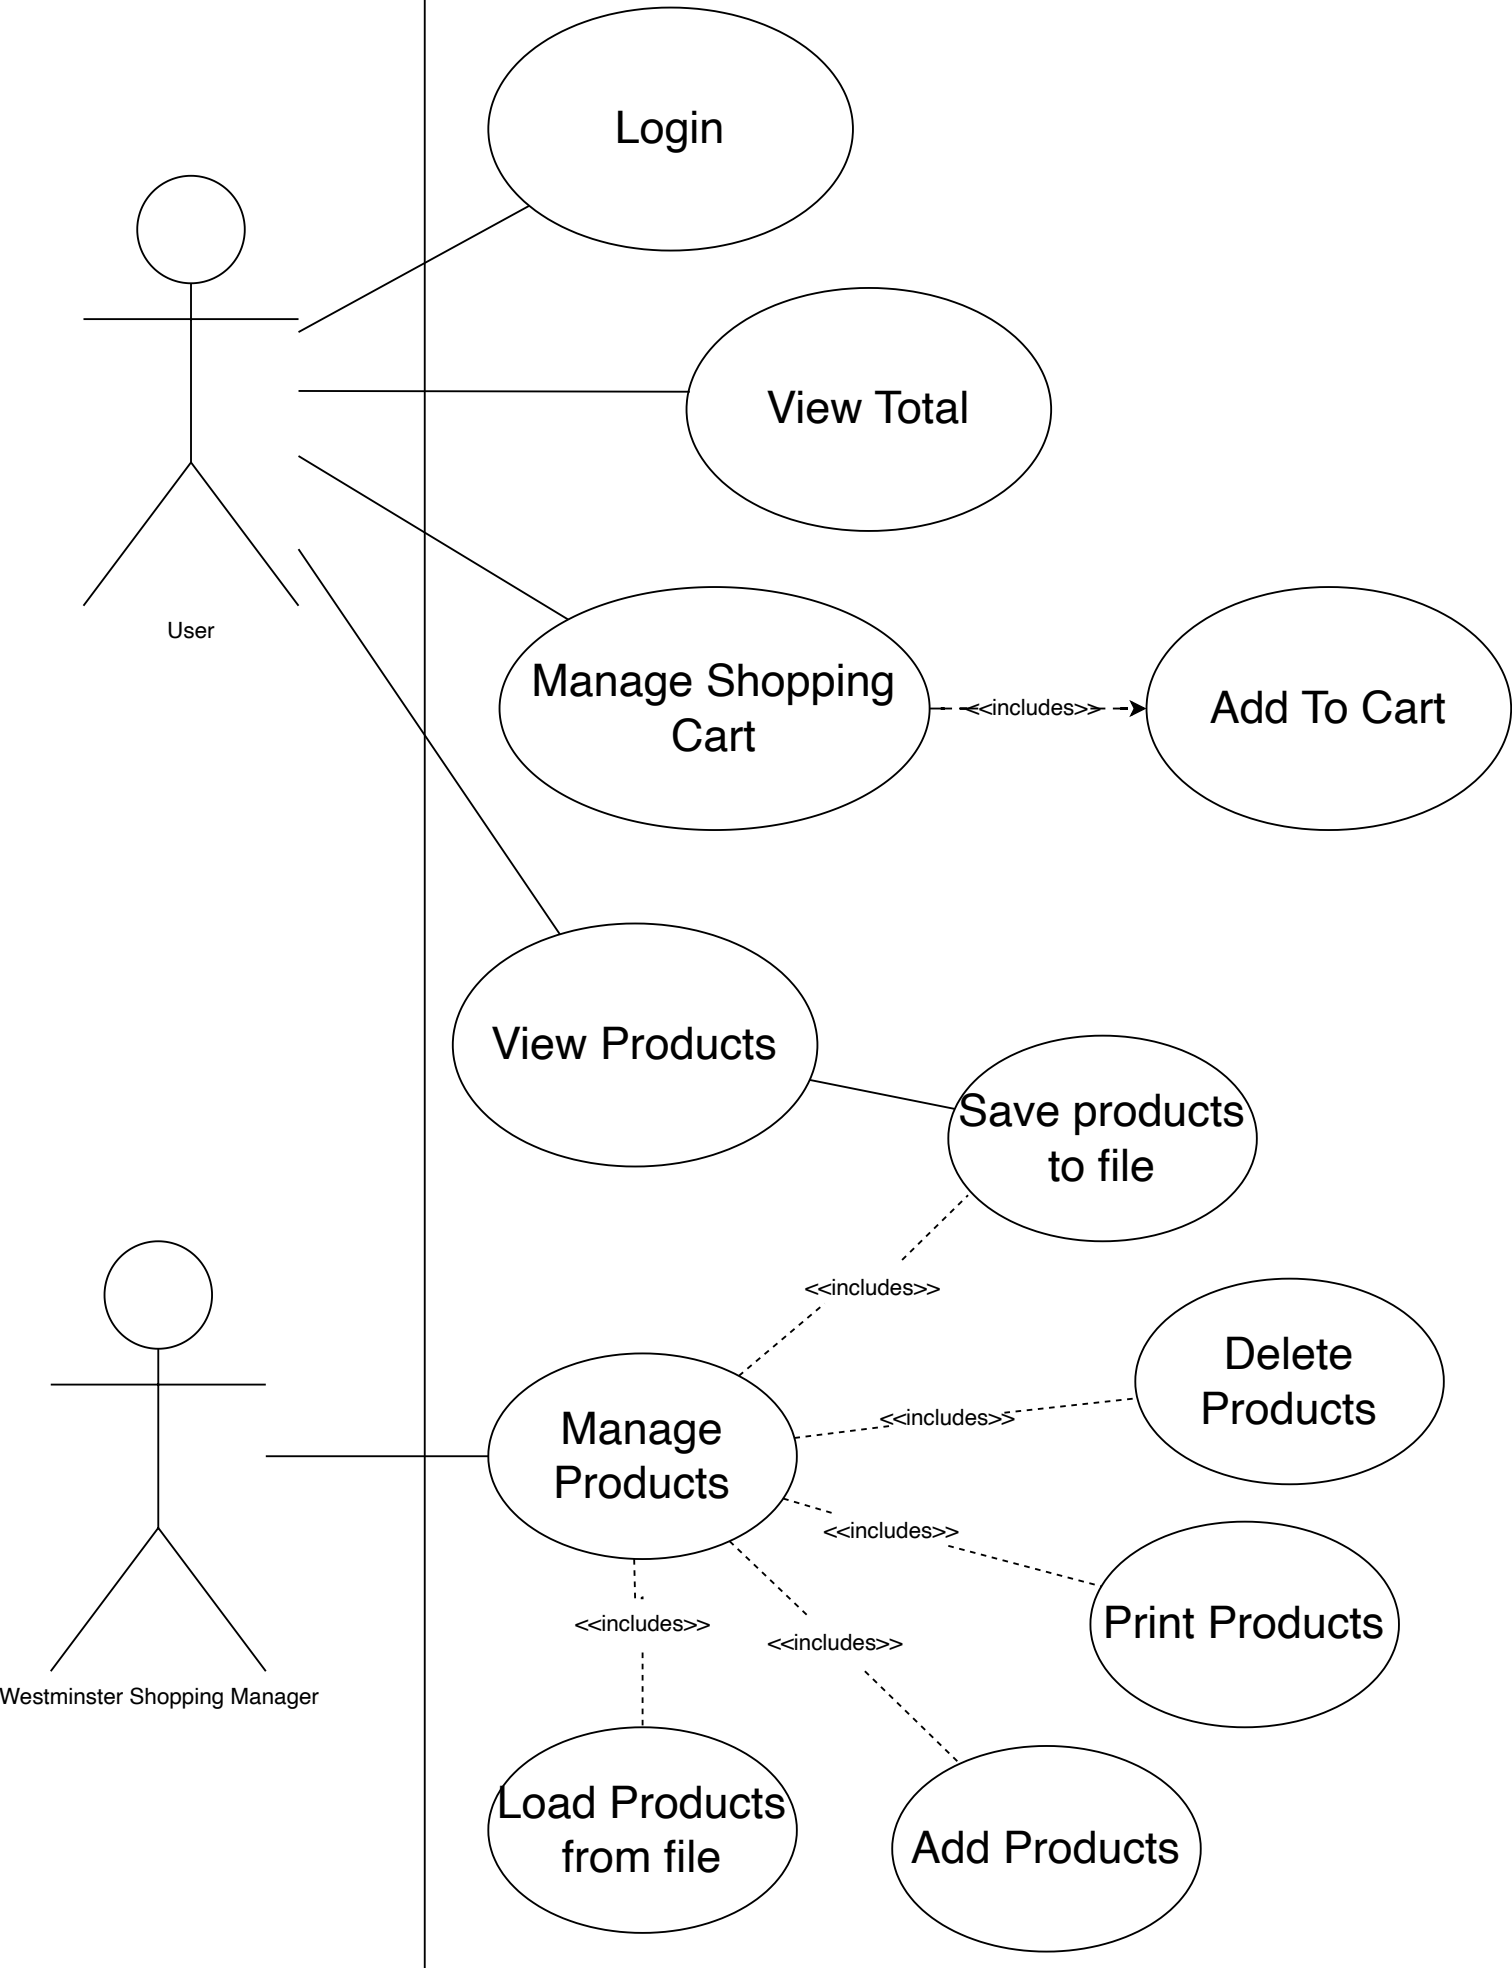 Login
View Total
User
Manage Shopping
Cart
<<includes>>
Add To Cart
View Products
Save products
to file
<<includes>>
Delete
Products
<<includes>>
Manage
Products
<<includes>>
Print Products
<<includes>>
<<includes>>
Westminster Shopping Manager
Load Products
from file
Add Products